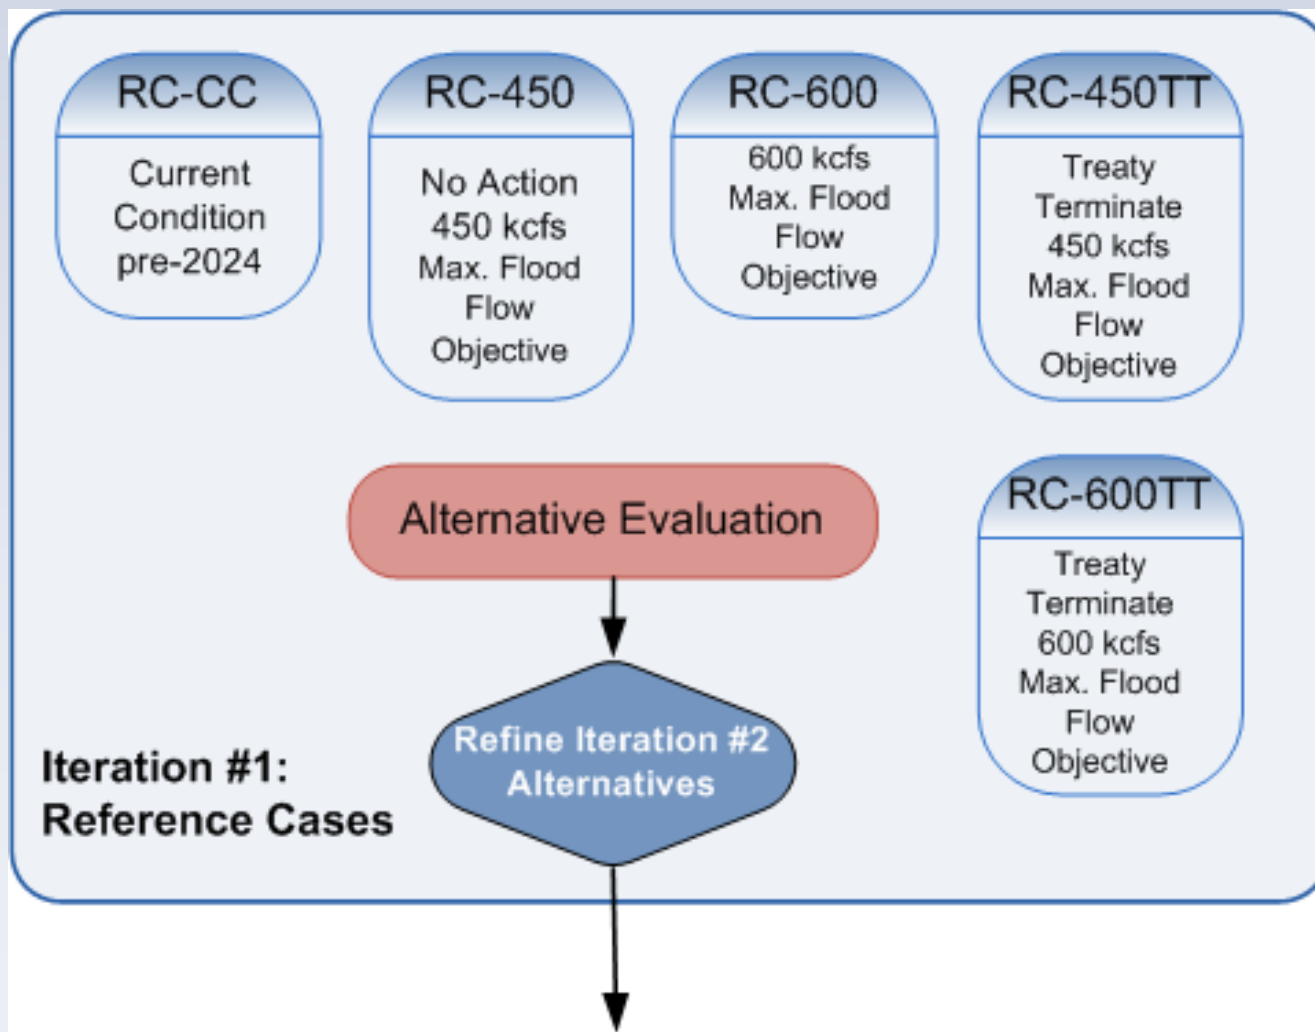 RC-CC
Current
Condition
pre-2024
RC-450
No Action
450 kcfs
Max. Flood
Flow
Objective
RC-600
600 kcfs
Max. Flood
Flow
Objective
RC-450TT
Treaty
Terminate
450 kcfs
Max. Flood
Flow
Objective
RC-600TT
Treaty
Terminate
600 kcfs
Max. Flood
Flow
Objective
Alternative Evaluation
Refine Iteration #2
Alternatives
Iteration #1:
Reference Cases